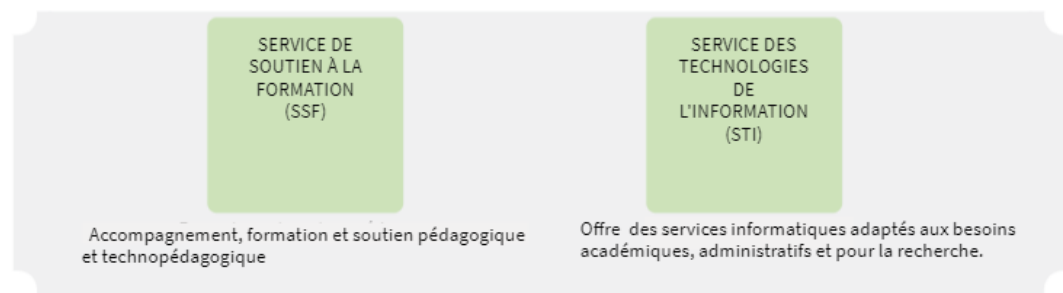 SERVICE DE
SOUTIEN À LA
FORMATION
(SSF)
Accompagnement, formation et soutien pédagogique
et technopédagogique
SERVICE DES
TECHNOLOGIES
DE
L'INFORMATION
(STI)
Offre des services informatiques adaptés aux besoins
académiques, administratifs et pour la recherche.